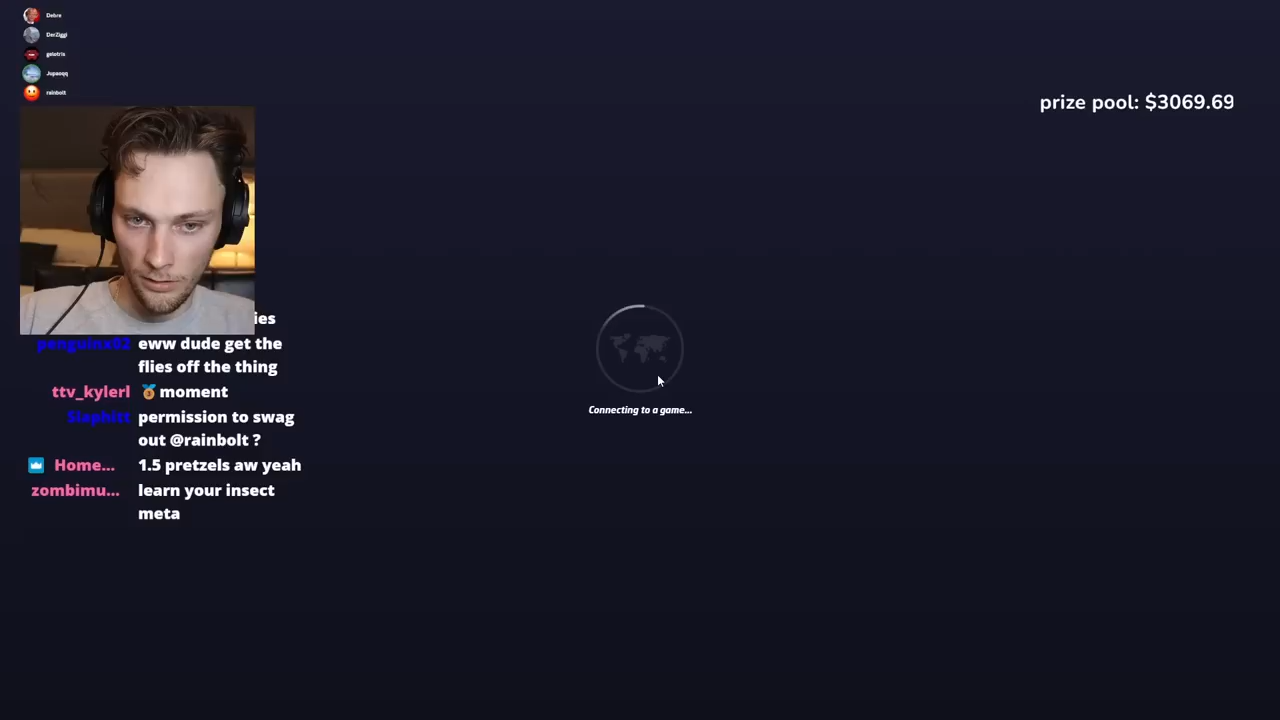 Debre
DerZiggi
gelotris
Jupaoqq
rainbolt
prize pool: $3069.69
ies
penguinx02 eww dude get the
flies off the thing
ttv_kylerl 🥉moment
Slaphitt permission to swag
out @rainbolt ?
Home... 1.5 pretzels aw yeah
zombimu... learn your insect
meta
Connecting to a game...